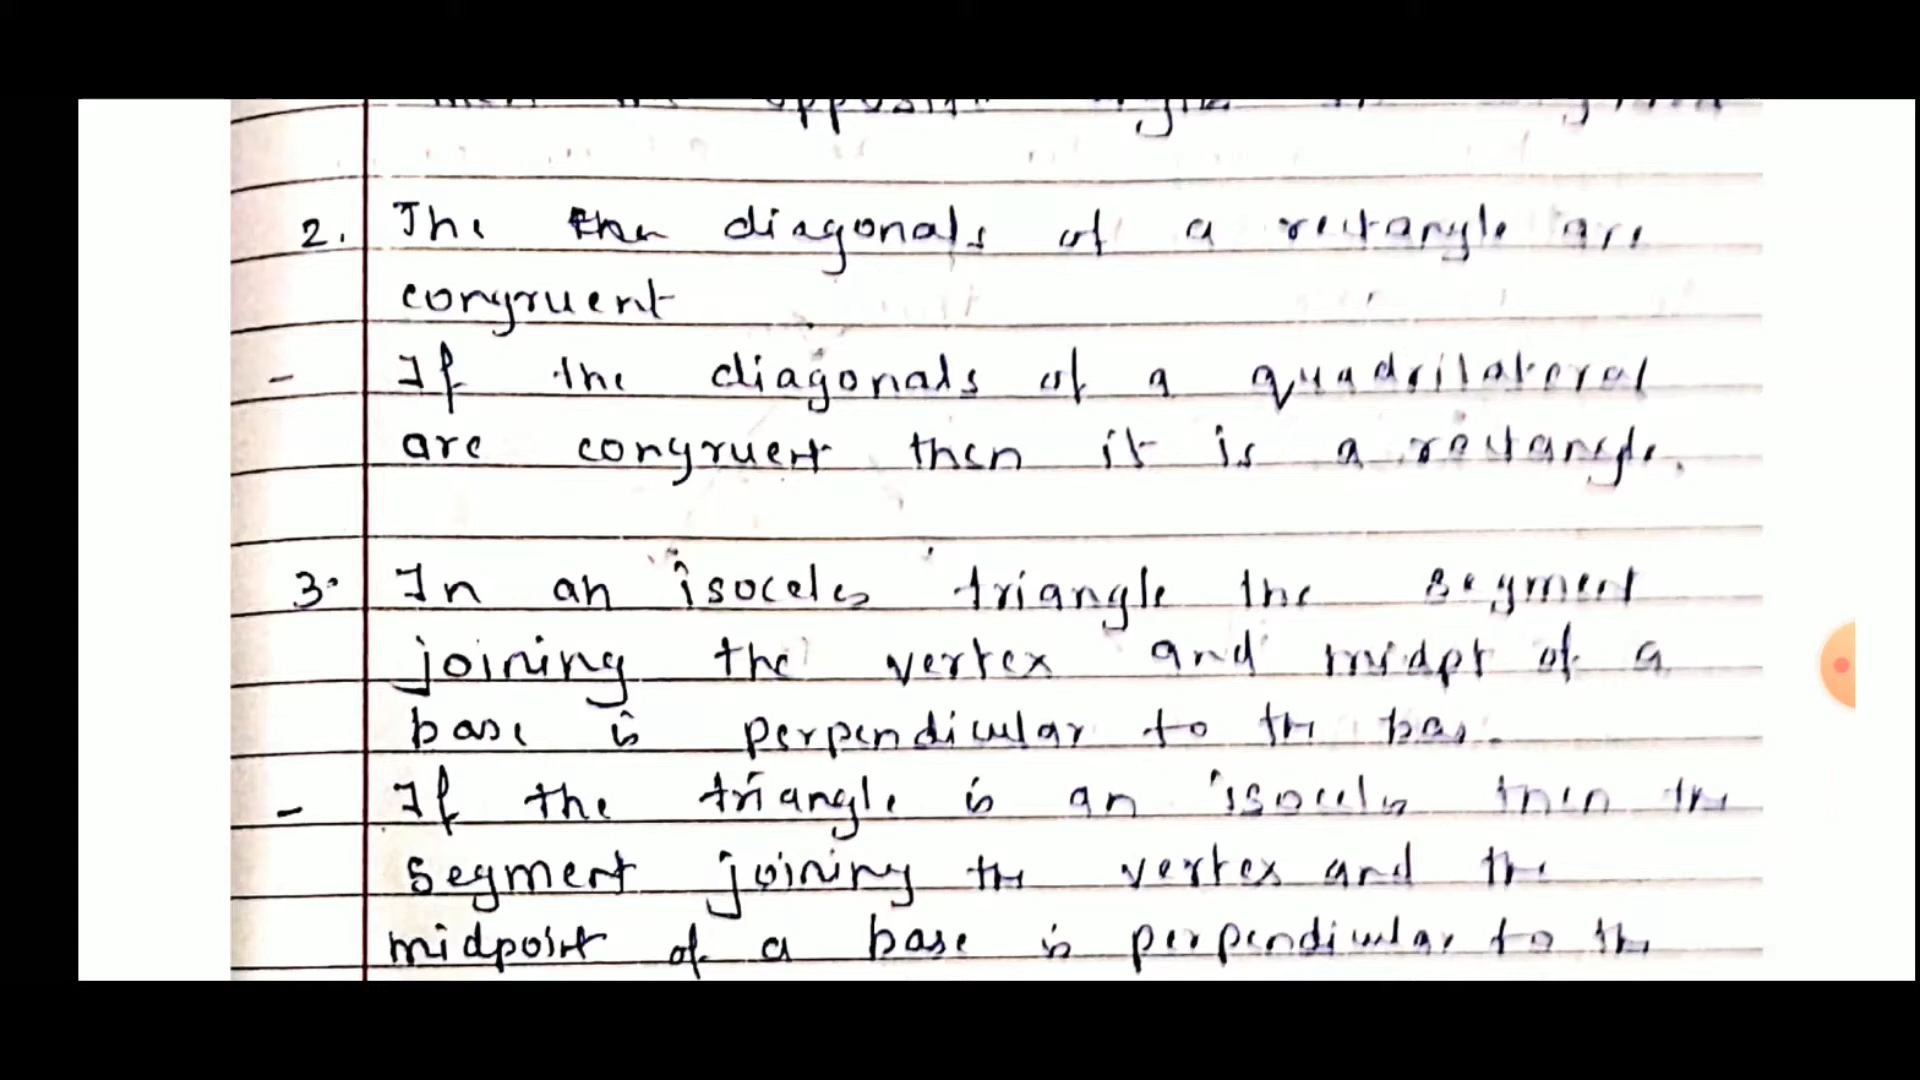 opposite
2. The diagonals of a rectangle are
congruent
- If the diagonals of a quadrilateral
are congruent then it is a rectangle.
3. In an isoceles triangle the segment
joining the vertex and midpt of a
base is perpendicular to the base.
- If the triangle is an isoceles then the
segment joining the vertex and the
midpoint of a base is perpendicular to the